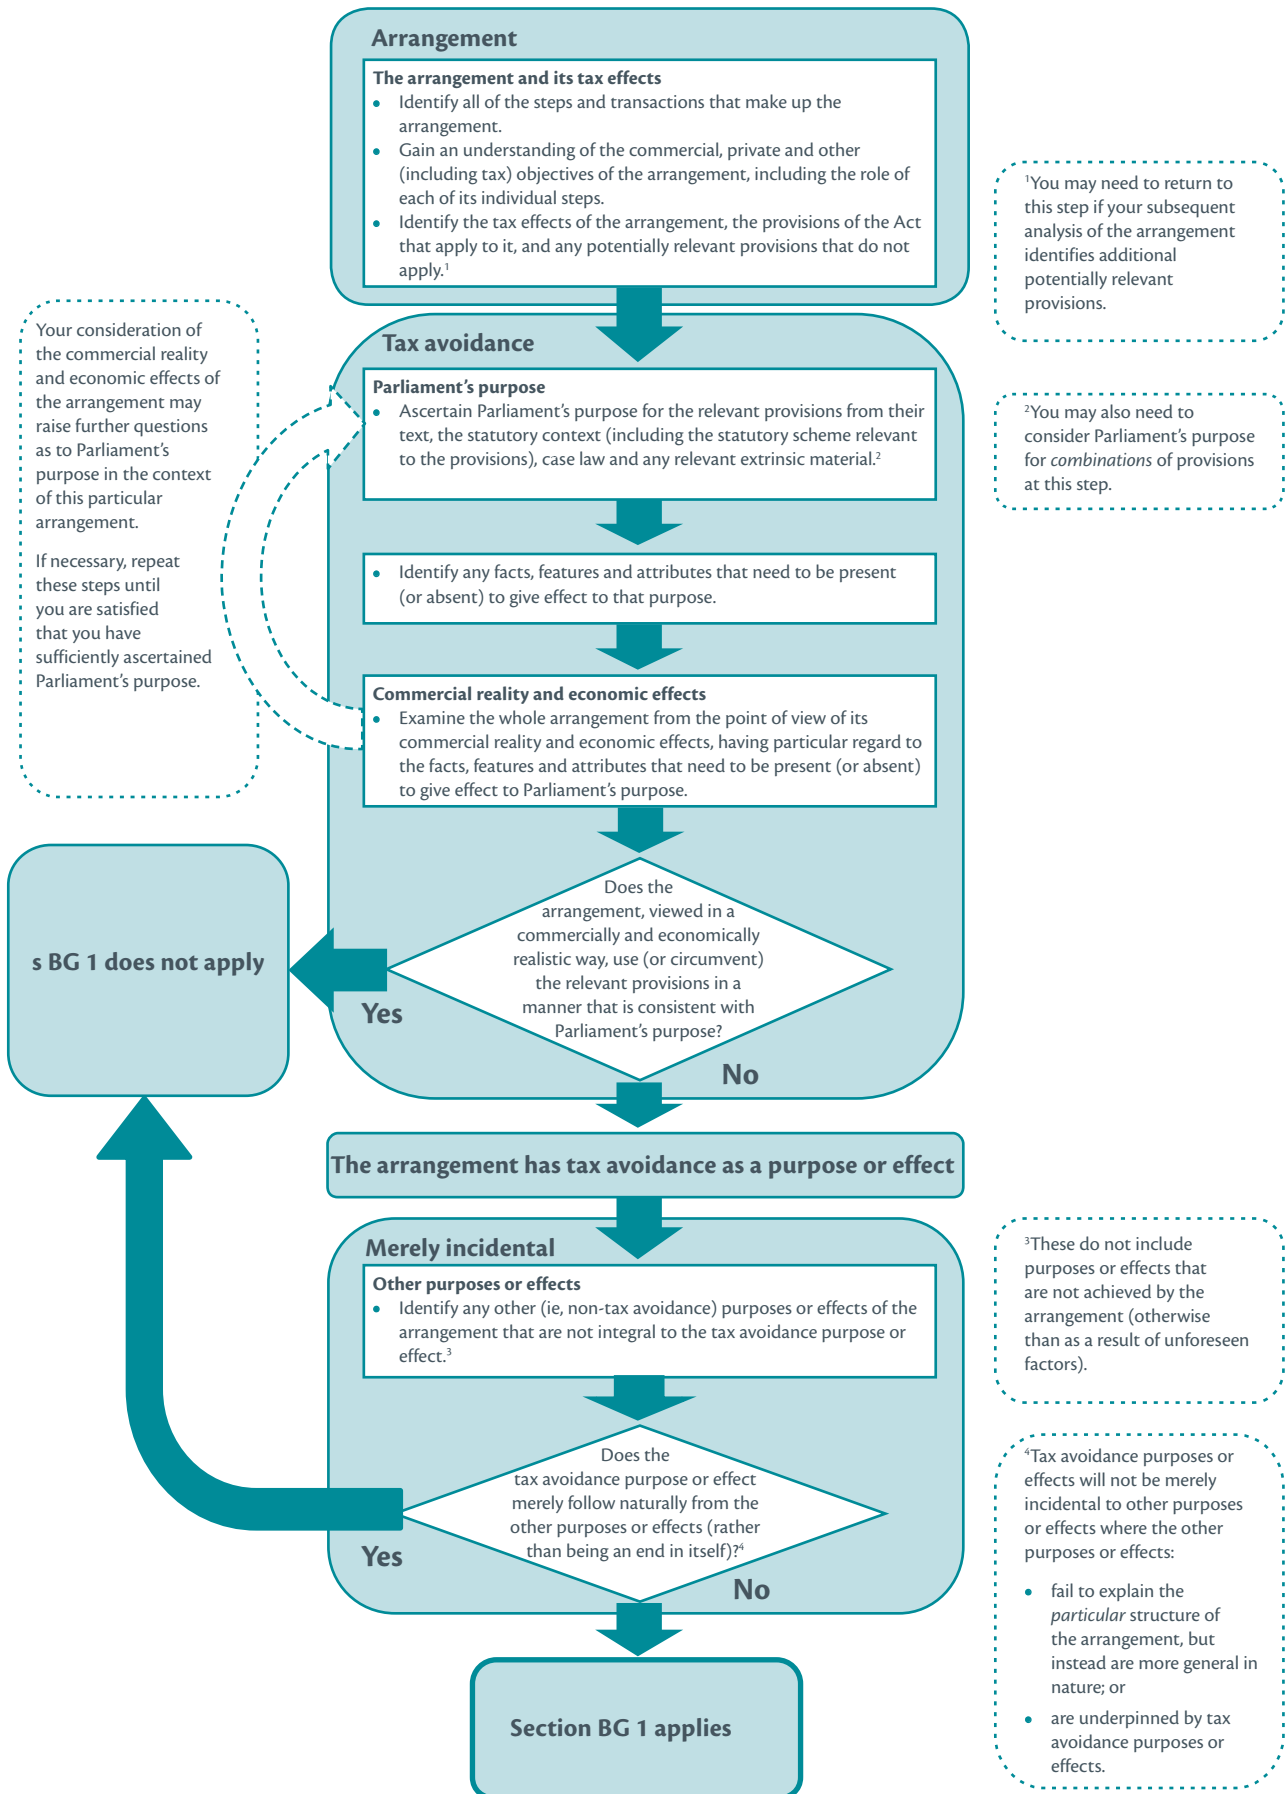 Arrangement
The arrangement and its tax effects
• Identify all of the steps and transactions that make up the
arrangement.
• Gain an understanding of the commercial, private and other
(including tax) objectives of the arrangement, including the role of
each of its individual steps.
• Identify the tax effects of the arrangement, the provisions of the Act
that apply to it, and any potentially relevant provisions that do not
apply.¹
¹You may need to return to
this step if your subsequent
analysis of the arrangement
identifies additional
potentially relevant
provisions.
Your consideration of
the commercial reality
and economic effects of
the arrangement may
raise further questions
as to Parliament's
purpose in the context
of this particular
arrangement.
If necessary, repeat
these steps until
you are satisfied
that you have
sufficiently ascertained
Parliament's purpose.
Tax avoidance
Parliament's purpose
• Ascertain Parliament's purpose for the relevant provisions from their
text, the statutory context (including the statutory scheme relevant
to the provisions), case law and any relevant extrinsic material.²
²You may also need to
consider Parliament's purpose
for combinations of provisions
at this step.
• Identify any facts, features and attributes that need to be present
(or absent) to give effect to that purpose.
Commercial reality and economic effects
• Examine the whole arrangement from the point of view of its
commercial reality and economic effects, having particular regard to
the facts, features and attributes that need to be present (or absent)
to give effect to Parliament's purpose.
Does the
arrangement, viewed in a
commercially and economically
realistic way, use (or circumvent)
the relevant provisions in a
manner that is consistent with
Parliament's purpose?
s BG 1 does not apply
Yes
No
The arrangement has tax avoidance as a purpose or effect
Merely incidental
Other purposes or effects
• Identify any other (ie, non-tax avoidance) purposes or effects of the
arrangement that are not integral to the tax avoidance purpose or
effect.³
³These do not include
purposes or effects that
are not achieved by the
arrangement (otherwise
than as a result of unforeseen
factors).
Does the
tax avoidance purpose or effect
merely follow naturally from the
other purposes or effects (rather
than being an end in itself)?⁴
Yes
No
⁴Tax avoidance purposes or
effects will not be merely
incidental to other purposes
or effects where the other
purposes or effects:
• fail to explain the
particular structure of
the arrangement, but
instead are more general in
nature; or
• are underpinned by tax
avoidance purposes or
effects.
Section BG 1 applies